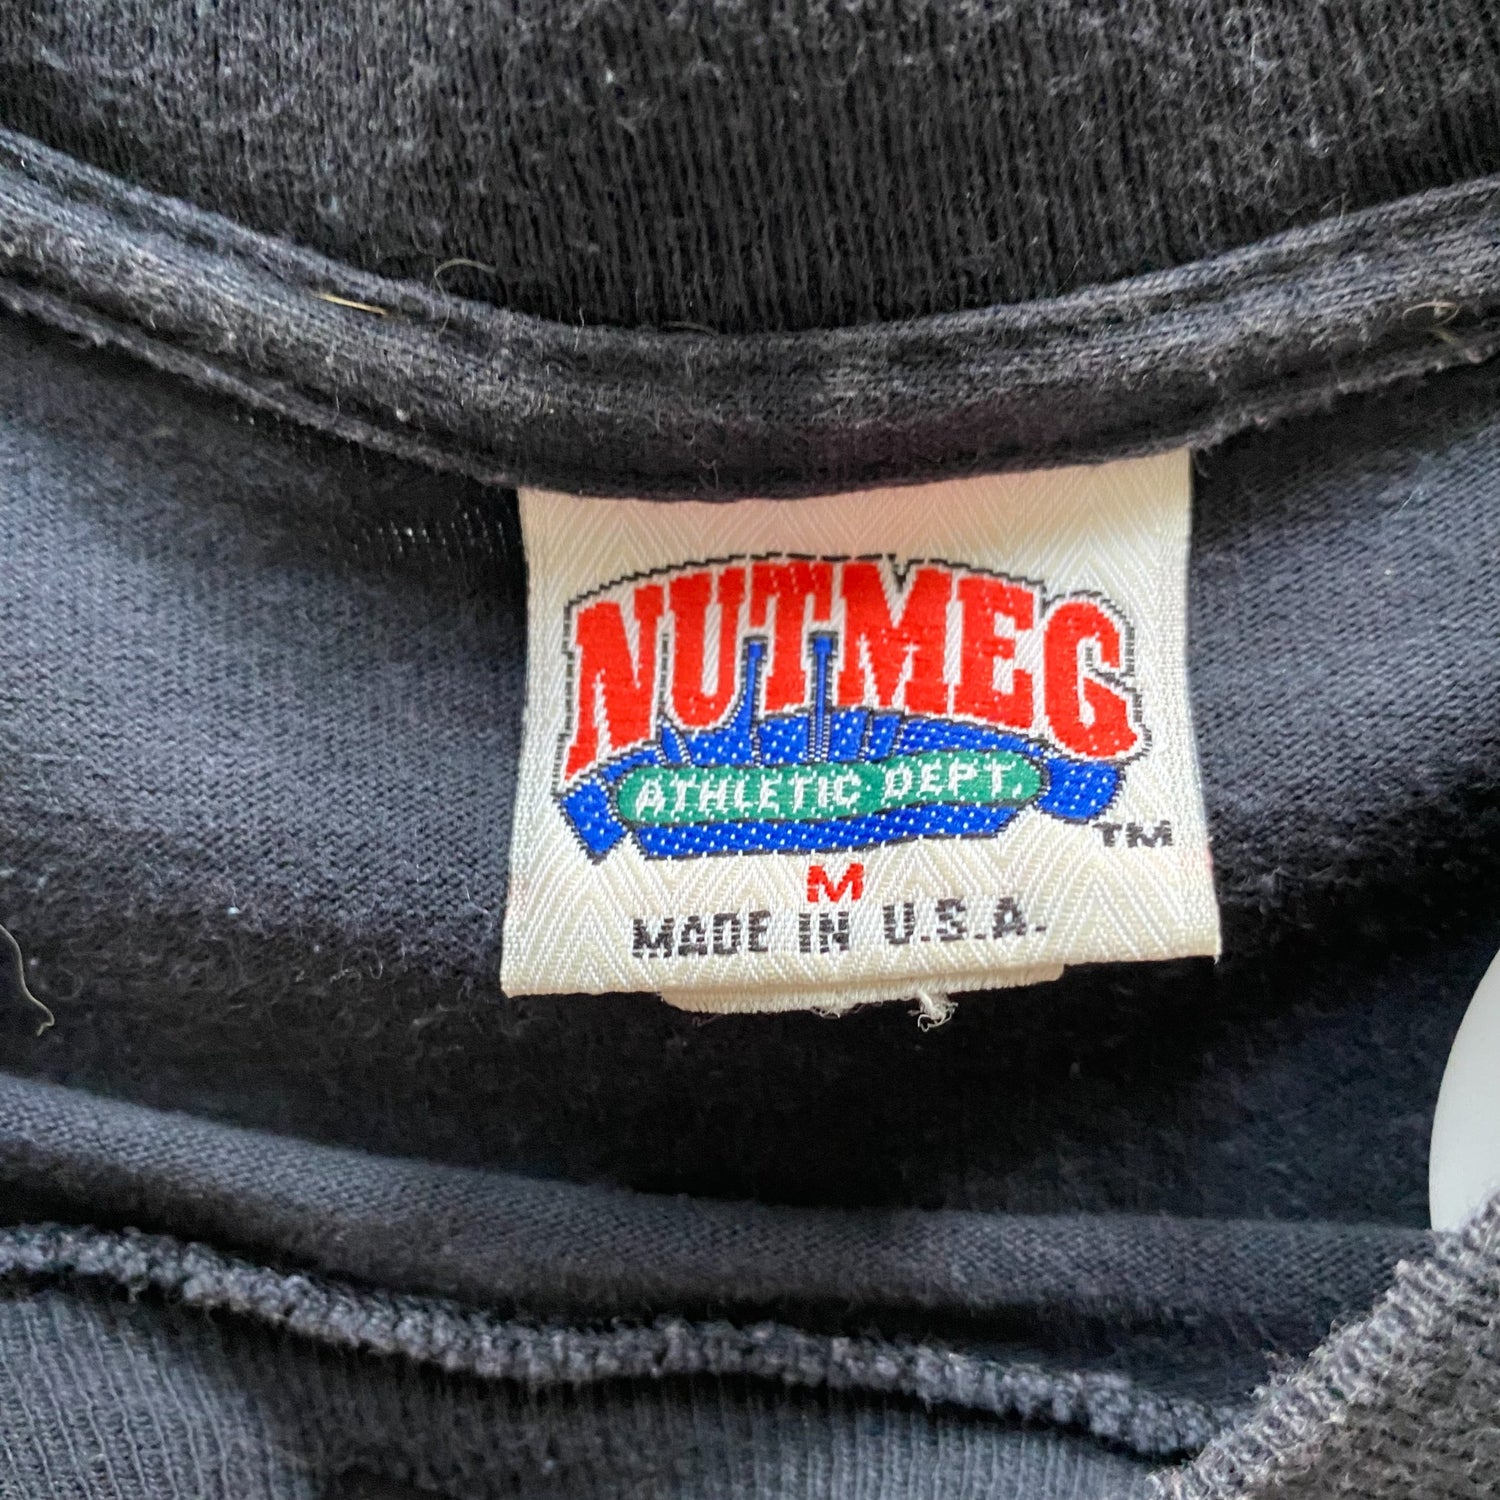 NUTMEG
ATHLETIC DEPT.
TM
M
MADE IN U.S.A.